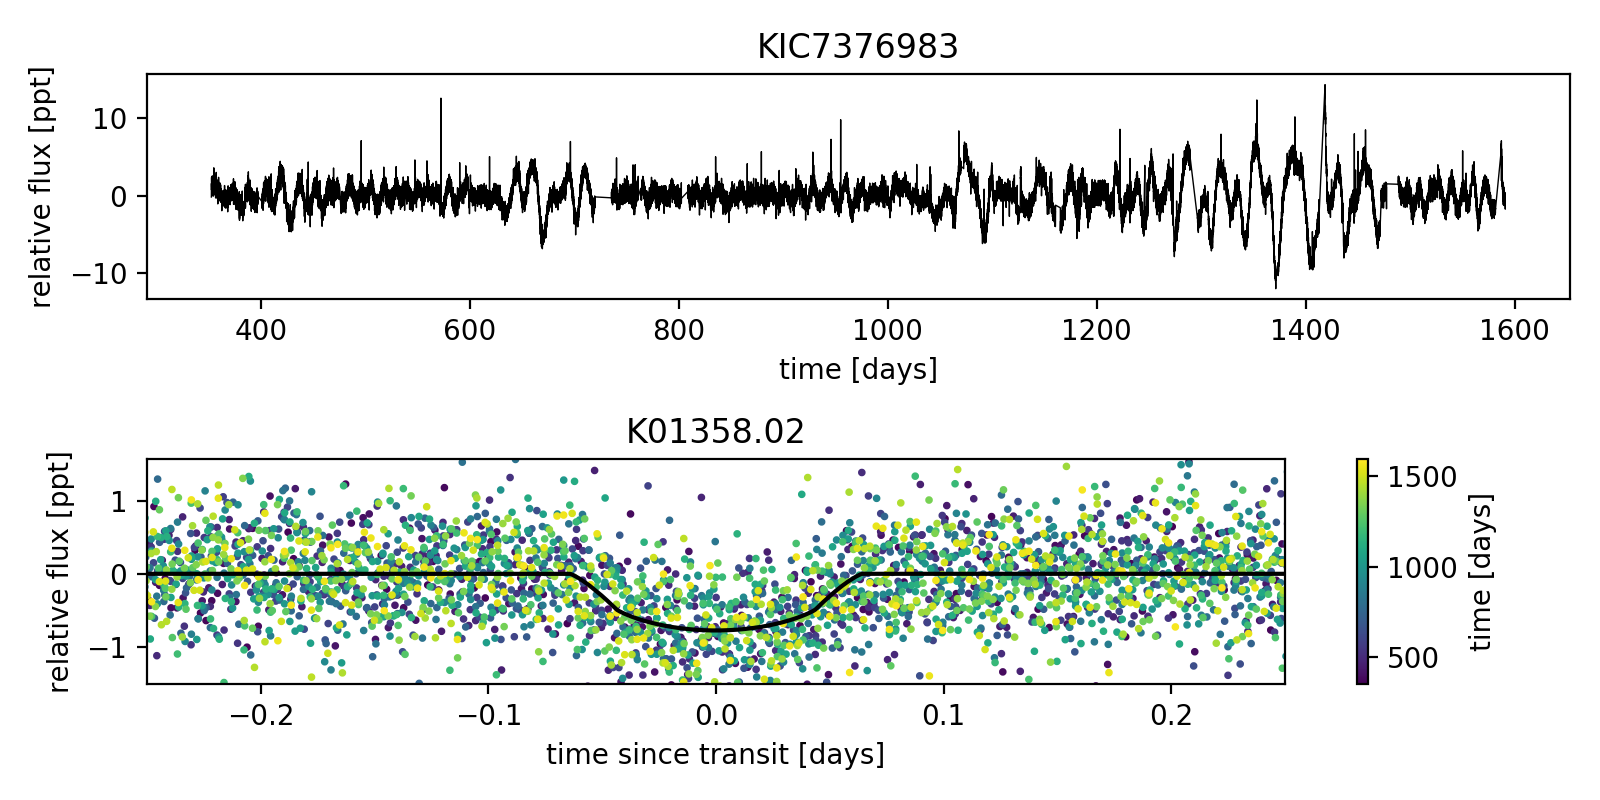 KIC7376983
relative flux [ppt]
10
0
−10
400 600 800 1000 1200 1400 1600
time [days]
K01358.02
relative flux [ppt]
1
0
−1
−0.2 −0.1 0.0 0.1 0.2
time since transit [days]
1500
1000
500
time [days]